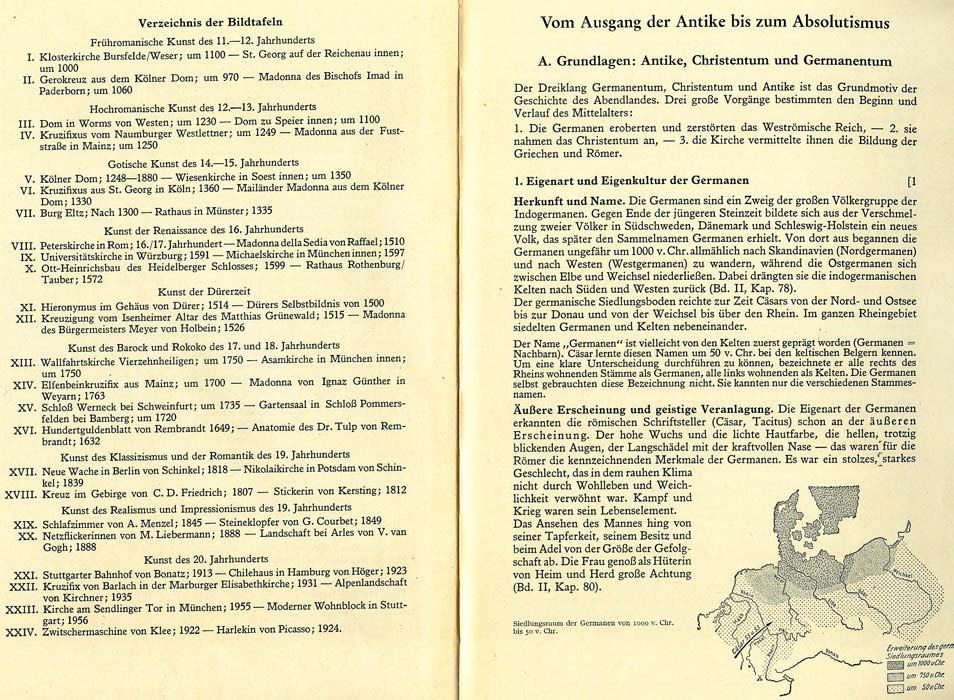 Verzeichnis der Bildtafeln
Frühromanische Kunst des 11.—12. Jahrhunderts
I. Klosterkirche Bursfelde/Weser; um 1100 — St. Georg auf der Reichenau innen;
um 1000
II. Gerokreuz aus dem Kölner Dom; um 970 — Madonna des Bischofs Imad in
Paderborn; um 1060
Hochromanische Kunst des 12.—13. Jahrhunderts
III. Dom in Worms von Westen; um 1230 — Dom zu Speier innen; um 1100
IV. Kruzifixus vom Naumburger Westlettner; um 1249 — Madonna aus der Fust-
straße in Mainz; um 1250
Gotische Kunst des 14.—15. Jahrhunderts
V. Kölner Dom; 1248—1880 — Wiesenkirche in Soest innen; um 1350
VI. Kruzifixus aus St. Georg in Köln; 1360 — Mailänder Madonna aus dem Kölner
Dom; 1330
VII. Burg Eltz; Nach 1300 — Rathaus in Münster; 1335
Kunst der Renaissance des 16. Jahrhunderts
VIII. Peterskirche in Rom; 16./17. Jahrhundert — Madonna della Sedia von Raffael; 1510
IX. Universitätskirche in Würzburg; 1591 — Michaelskirche in München innen; 1597
X. Ott-Heinrichsbau des Heidelberger Schlosses; 1599 — Rathaus Rothenburg/
Tauber; 1572
Kunst der Dürerzeit
XI. Hieronymus im Gehäus von Dürer; 1514 — Dürers Selbstbildnis von 1500
XII. Kreuzigung vom Isenheimer Altar des Matthias Grünewald; 1515 — Madonna
des Bürgermeisters Meyer von Holbein; 1526
Kunst des Barock und Rokoko des 17. und 18. Jahrhunderts
XIII. Wallfahrtskirche Vierzehnheiligen; um 1750 — Asamkirche in München innen;
um 1750
XIV. Elfenbeinkruzifix aus Mainz; um 1700 — Madonna von Ignaz Günther in
Weyarn; 1763
XV. Schloß Werneck bei Schweinfurt; um 1735 — Gartensaal in Schloß Pommers-
felden bei Bamberg; um 1720
XVI. Hundertguldenblatt von Rembrandt 1649; — Anatomie des Dr. Tulp von Rem-
brandt; 1632
Kunst des Klassizismus und der Romantik des 19. Jahrhunderts
XVII. Neue Wache in Berlin von Schinkel; 1818 — Nikolaikirche in Potsdam von Schin-
kel; 1839
XVIII. Kreuz im Gebirge von C. D. Friedrich; 1807 — Stickerin von Kersting; 1812
Kunst des Realismus und Impressionismus des 19. Jahrhunderts
XIX. Schlafzimmer von A. Menzel; 1845 — Steineklopfer von G. Courbet; 1849
XX. Netzflickerinnen von M. Liebermann; 1888 — Landschaft bei Arles von V. van
Gogh; 1888
Kunst des 20. Jahrhunderts
XXI. Stuttgarter Bahnhof von Bonatz; 1913 — Chilehaus in Hamburg von Höger; 1923
XXII. Kruzifix von Barlach in der Marburger Elisabethkirche; 1931 — Alpenlandschaft
von Kirchner; 1935
XXIII. Kirche am Sendlinger Tor in München; 1955 — Moderner Wohnblock in Stutt-
gart; 1956
XXIV. Zwitschermaschine von Klee; 1922 — Harlekin von Picasso; 1924.
Vom Ausgang der Antike bis zum Absolutismus
A. Grundlagen: Antike, Christentum und Germanentum
Der Dreiklang Germanentum, Christentum und Antike ist das Grundmotiv der
Geschichte des Abendlandes. Drei große Vorgänge bestimmten den Beginn und
Verlauf des Mittelalters:
1. Die Germanen eroberten und zerstörten das Weströmische Reich, — 2. sie
nahmen das Christentum an, — 3. die Kirche vermittelte ihnen die Bildung der
Griechen und Römer.
1. Eigenart und Eigenkultur der Germanen [1
Herkunft und Name. Die Germanen sind ein Zweig der großen Völkergruppe der
Indogermanen. Gegen Ende der jüngeren Steinzeit bildete sich aus der Verschmel-
zung zweier Völker in Südschweden, Dänemark und Schleswig-Holstein ein neues
Volk, das später den Sammelnamen Germanen erhielt. Von dort aus begannen die
Germanen ungefähr um 1000 v. Chr. allmählich nach Skandinavien (Nordgermanen)
und nach Westen (Westgermanen) zu wandern, während die Ostgermanen sich
zwischen Elbe und Weichsel niederließen. Dabei drängten sie die indogermanischen
Kelten nach Süden und Westen zurück (Bd. II, Kap. 78).
Der germanische Siedlungsboden reichte zur Zeit Cäsars von der Nord- und Ostsee
bis zur Donau und von der Weichsel bis über den Rhein. Im ganzen Rheingebiet
siedelten Germanen und Kelten nebeneinander.
Der Name „Germanen" ist vielleicht von den Kelten zuerst geprägt worden (Germanen =
Nachbarn). Cäsar lernte diesen Namen um 50 v. Chr. bei den keltischen Belgern kennen.
Um eine klare Unterscheidung durchführen zu können, bezeichnete er alle rechts des
Rheins wohnenden Stämme als Germanen, alle links wohnenden als Kelten. Die Germanen
selbst gebrauchten diese Bezeichnung nicht. Sie kannten nur die verschiedenen Stammes-
namen.
Äußere Erscheinung und geistige Veranlagung. Die Eigenart der Germanen
erkannten die römischen Schriftsteller (Cäsar, Tacitus) schon an der äußeren
Erscheinung. Der hohe Wuchs und die lichte Hautfarbe, die hellen, trotzig
blickenden Augen, der Langschädel mit der kraftvollen Nase — das waren für die
Römer die kennzeichnenden Merkmale der Germanen. Es war ein stolzes, starkes
Geschlecht, das in dem rauhen Klima
nicht durch Wohlleben und Weich-
lichkeit verwöhnt war. Kampf und
Krieg waren sein Lebenselement.
Das Ansehen des Mannes hing von
seiner Tapferkeit, seinem Besitz und
beim Adel von der Größe der Gefolg-
schaft ab. Die Frau genoß als Hüterin
von Heim und Herd große Achtung
(Bd. II, Kap. 80).
Siedlungsraum der Germanen von 1000 v. Chr.
bis 50 v. Chr.
Erweiterung des germ.
Siedlungsraumes
um 1000 v.Chr.
um 750 v.Chr.
um 50 v.Chr.